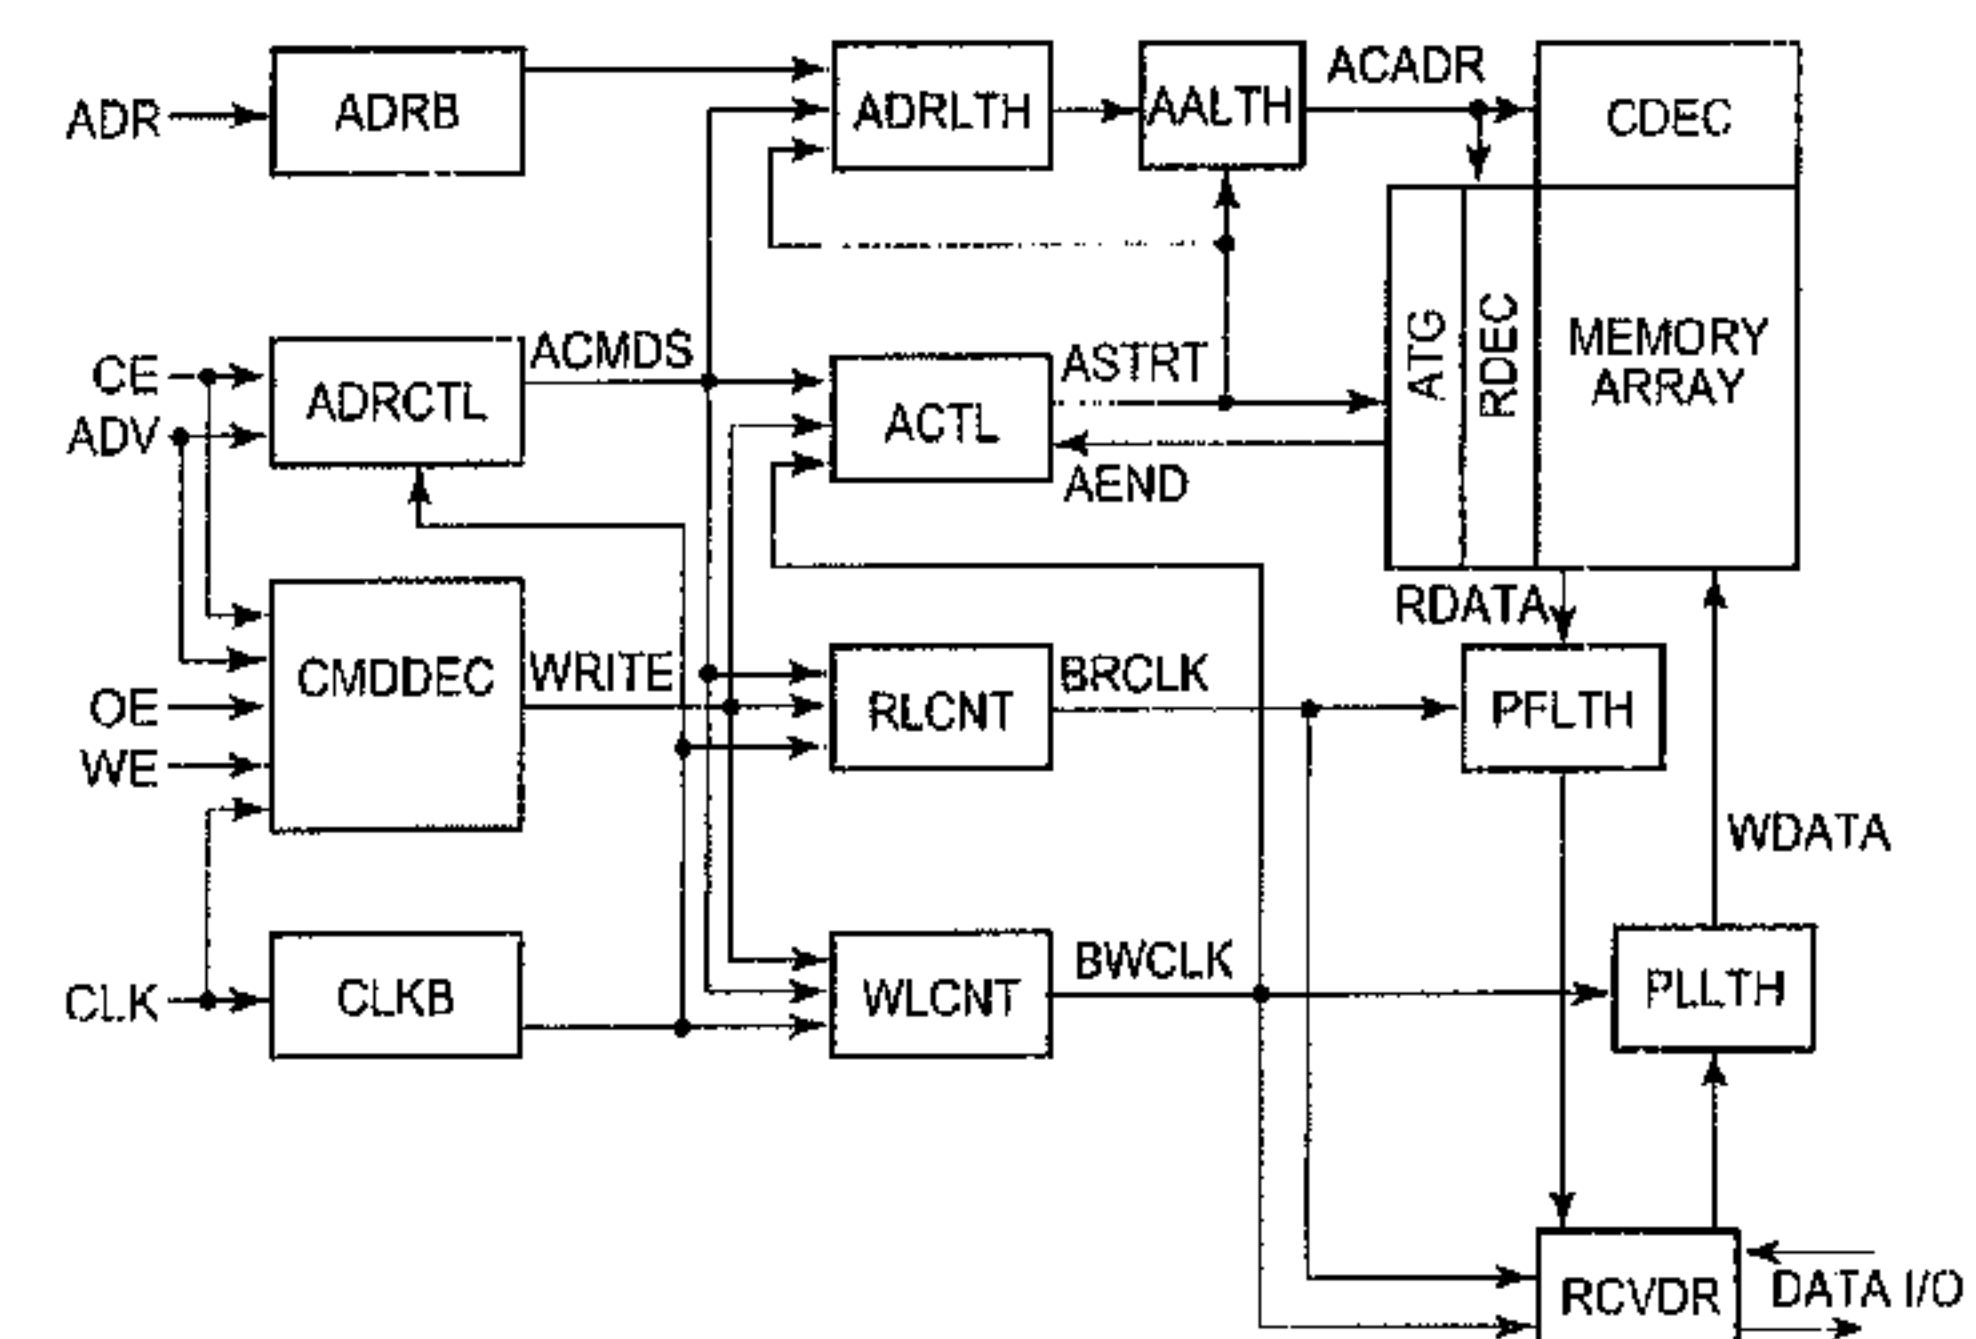 ADR
ADRB
ADRLTH
AALTH
ACADR
CDEC
CE
ADV
ADRCTL
ACMDS
ACTL
ASTRT
AEND
ATG
RDEC
MEMORY
ARRAY
OE
WE
CMDDEC
WRITE
RLCNT
BRCLK
RDATA
PFLTH
WDATA
CLK
CLKB
WLCNT
BWCLK
PLLTH
RCVDR
DATA I/O